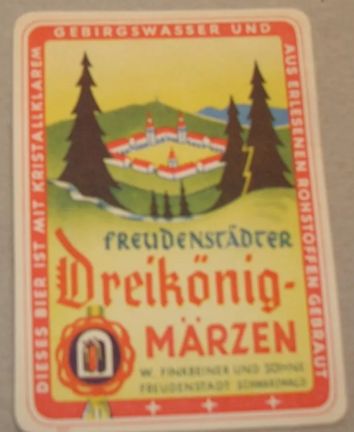 DIESES BIER IST MIT KRISTALLKLAREM
GEBIRGSWASSER UND
AUS ERLESENEN ROHSTOFFEN GEBRAUT
FREUDENSTÄDTER
Dreikönig-
MÄRZEN
W. FINKBEINER UND SÖHNE
FREUDENSTADT SCHWARZWALD